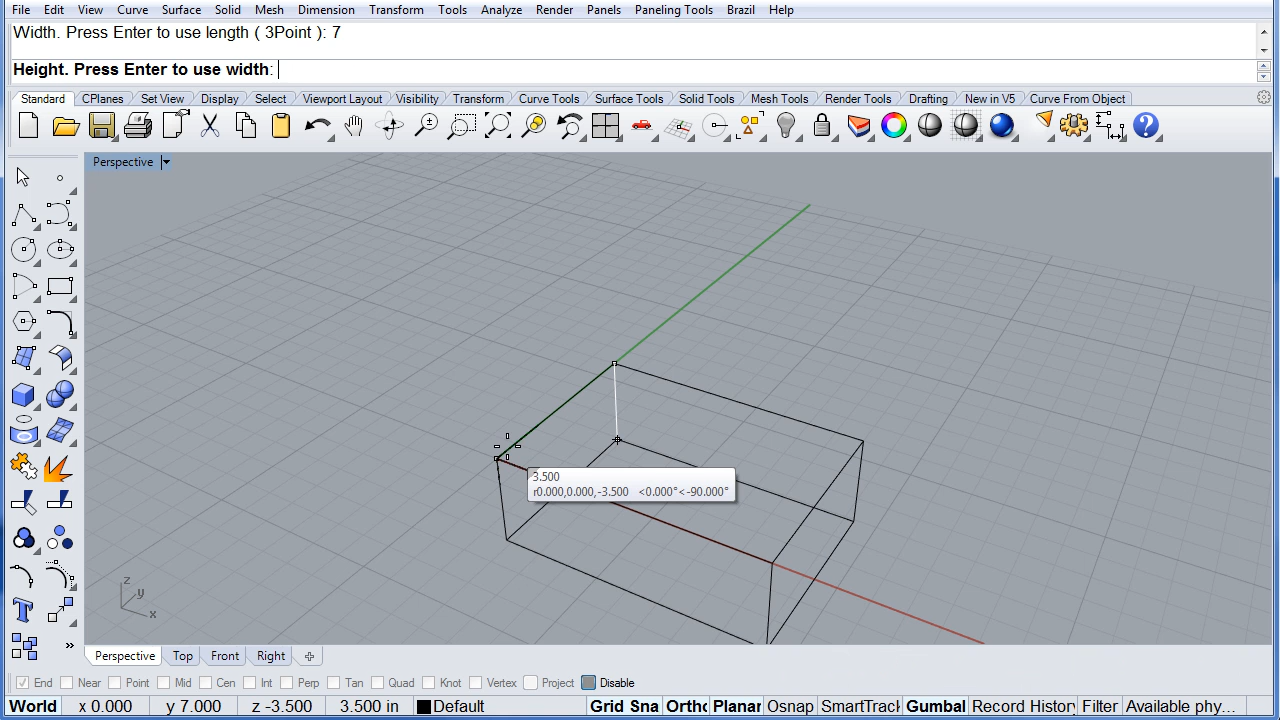 File Edit View Curve Surface Solid Mesh Dimension Transform Tools Analyze Render Panels Paneling Tools Brazil Help
Width. Press Enter to use length ( 3Point ): 7
Height. Press Enter to use width:
Standard CPlanes Set View Display Select Viewport Layout Visibility Transform Curve Tools Surface Tools Solid Tools Mesh Tools Render Tools Drafting New in V5 Curve From Object
Perspective
3.500
r0.000,0.000,-3.500 <0.000°<-90.000°
z
y
x
Perspective Top Front Right
End Near Point Mid Cen Int Perp Tan Quad Knot Vertex Project Disable
World x 0.000 y 7.000 z -3.500 3.500 in Default Grid Sna Ortho Planar Osnap SmartTrack Gumbal Record History Filter Available phy...